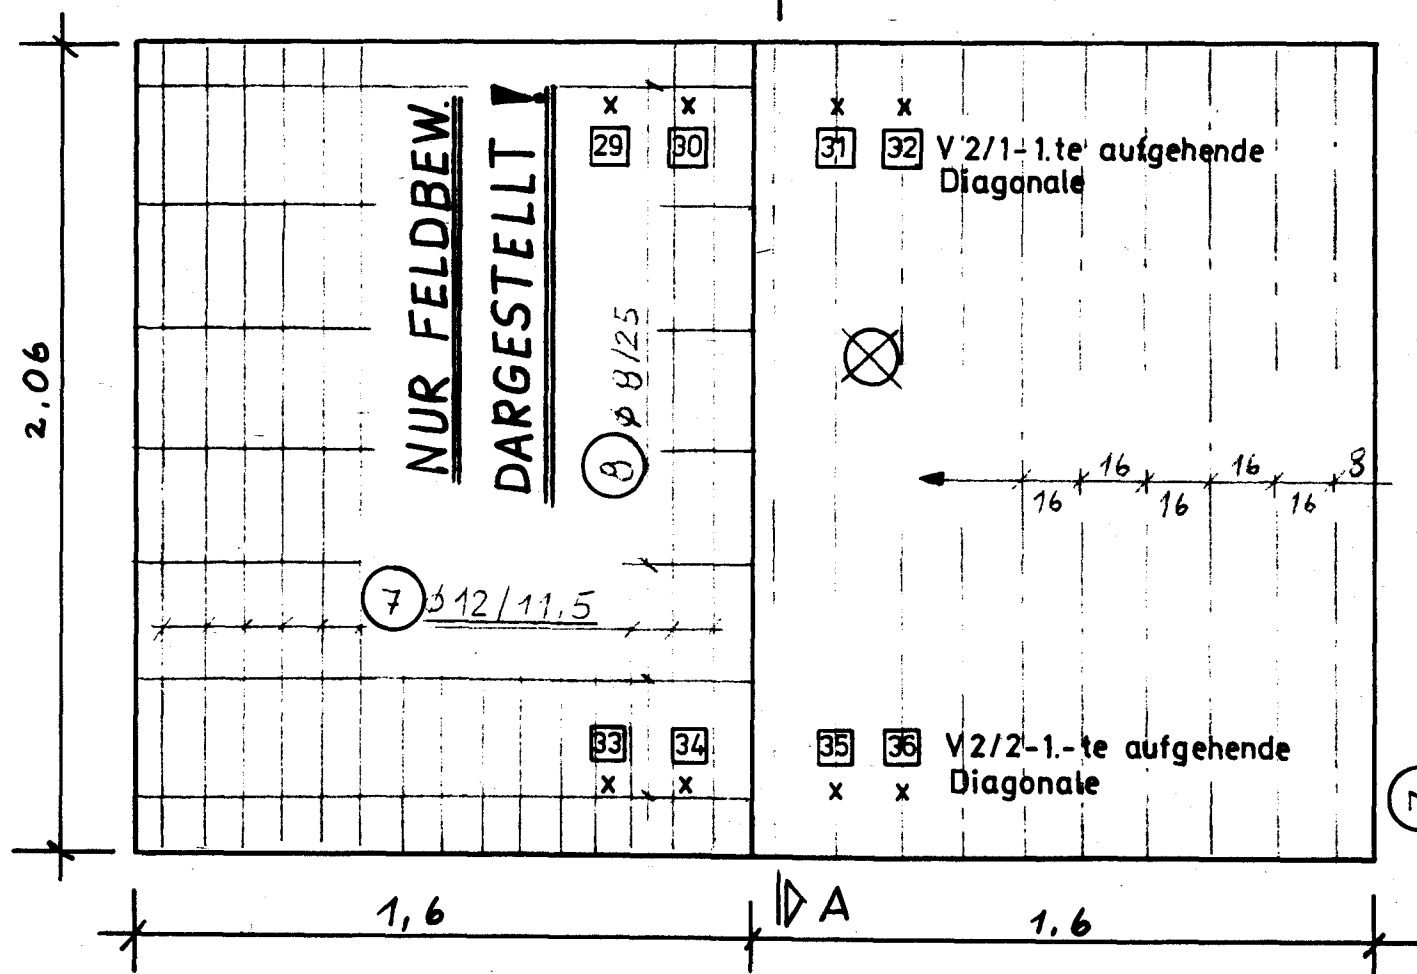 NUR FELDBEW.
DARGESTELLT !
29 30 31 32 V 2/1-1.te aufgehende
Diagonale
2.06
8 ϕ 8/25
16 16 8
16 16 16
7 ϕ12/11.5
33 34 35 36 V2/2-1.-te aufgehende
Diagonale
1,6
A
1.6